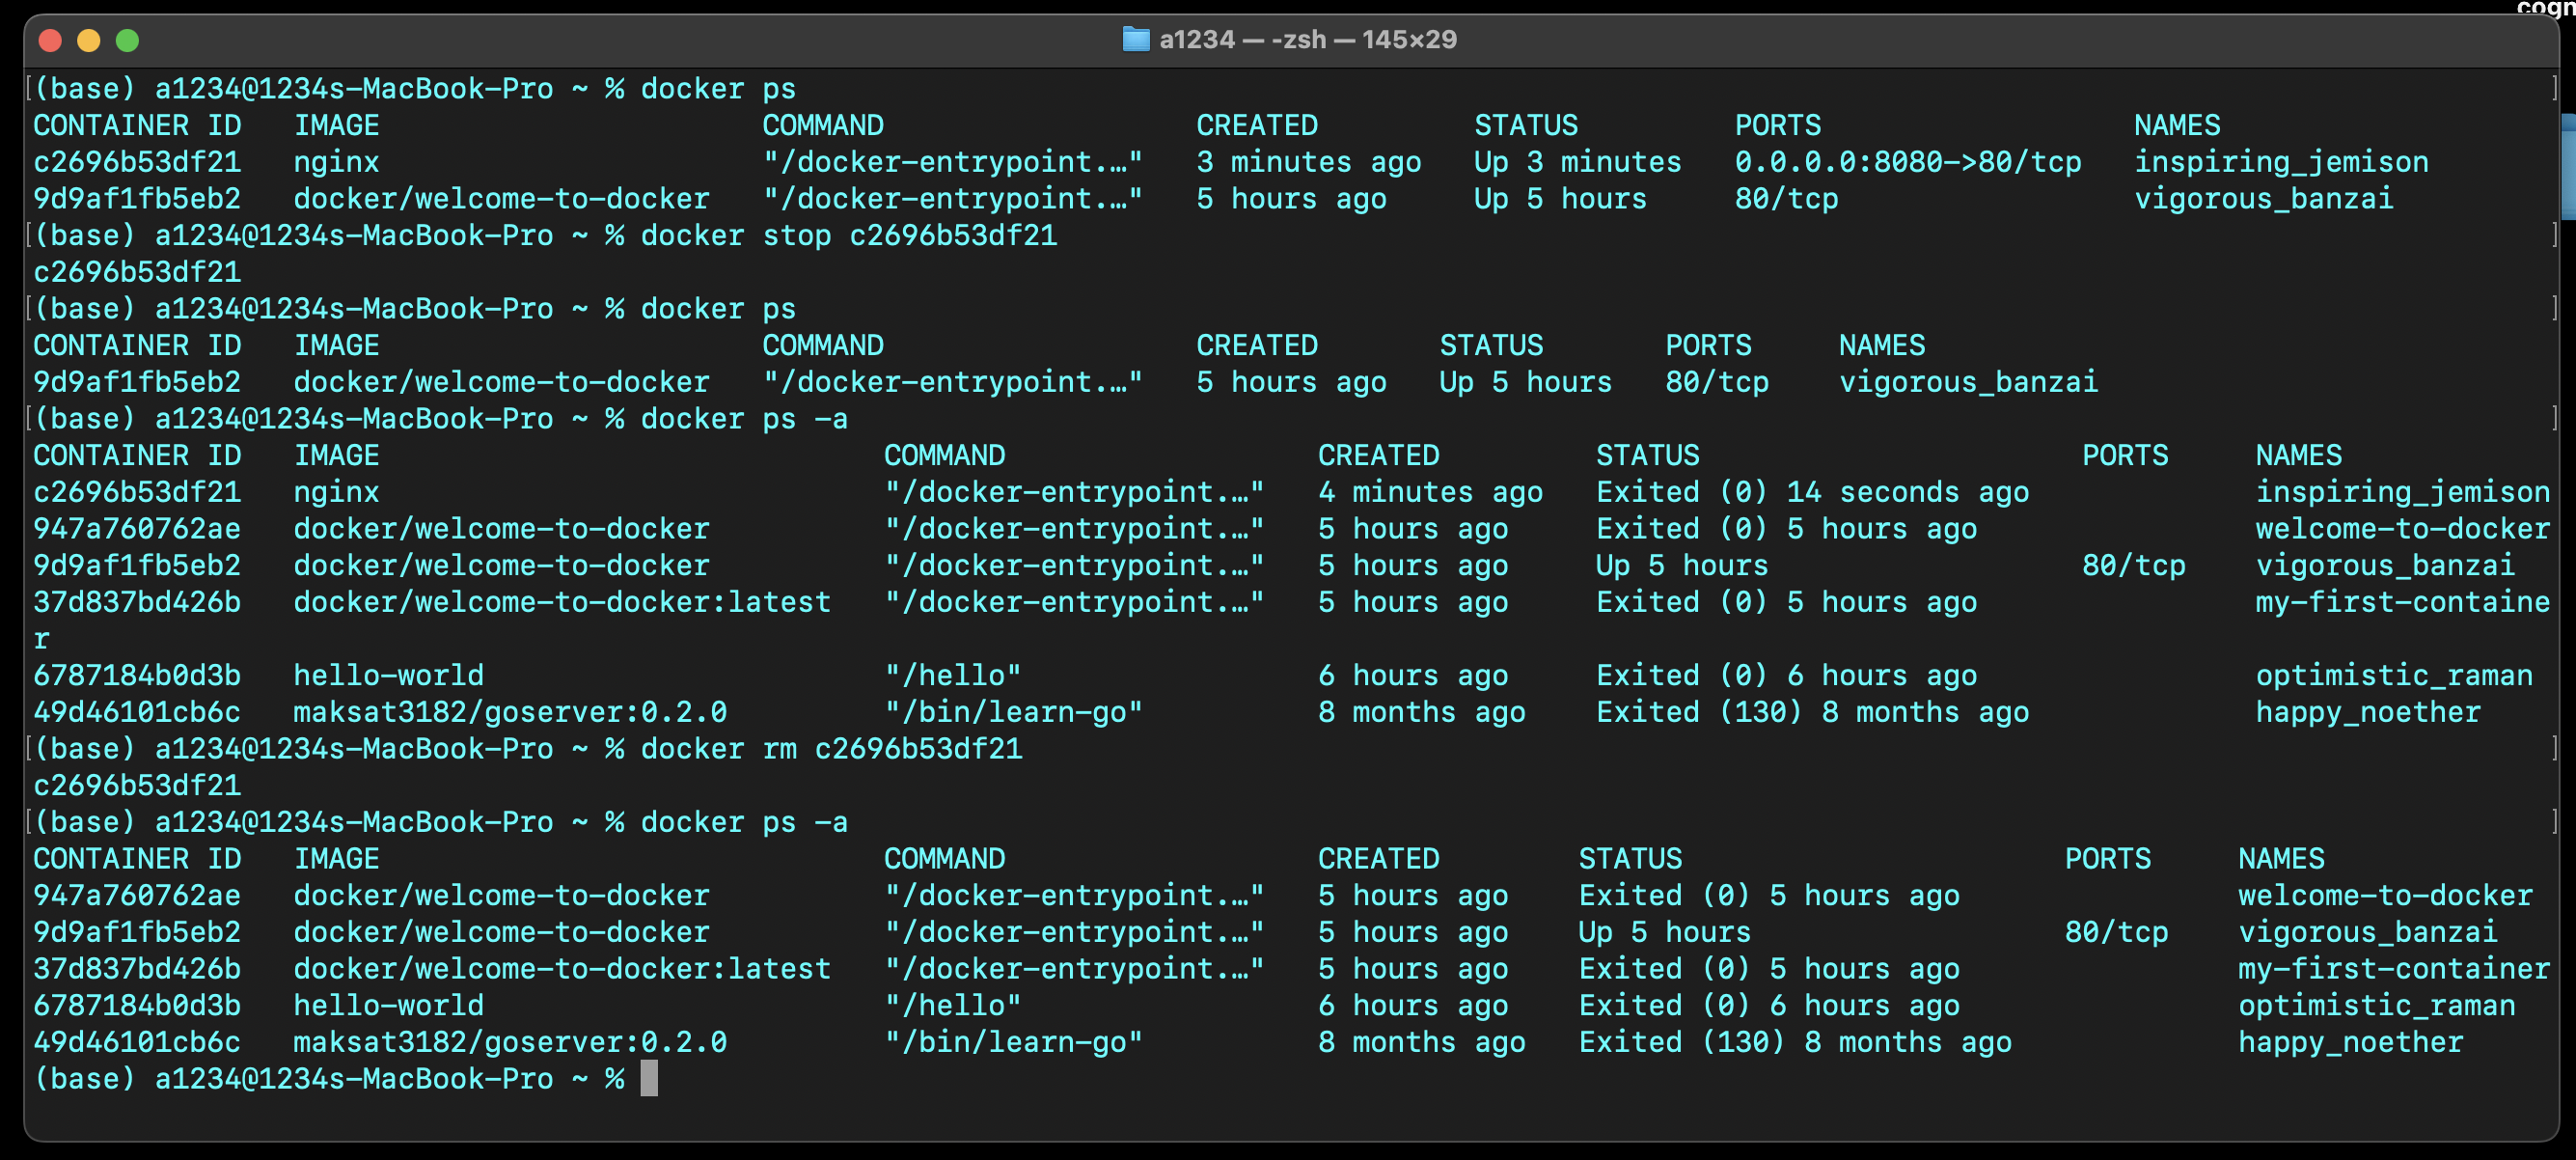 cogn
a1234 — -zsh — 145×29
(base) a1234@1234s-MacBook-Pro ~ % docker ps
CONTAINER ID   IMAGE                      COMMAND                  CREATED         STATUS         PORTS                  NAMES
c2696b53df21   nginx                      "/docker-entrypoint.…"   3 minutes ago   Up 3 minutes   0.0.0.0:8080->80/tcp   inspiring_jemison
9d9af1fb5eb2   docker/welcome-to-docker   "/docker-entrypoint.…"   5 hours ago     Up 5 hours     80/tcp                 vigorous_banzai
(base) a1234@1234s-MacBook-Pro ~ % docker stop c2696b53df21
c2696b53df21
(base) a1234@1234s-MacBook-Pro ~ % docker ps
CONTAINER ID   IMAGE                      COMMAND                  CREATED       STATUS       PORTS     NAMES
9d9af1fb5eb2   docker/welcome-to-docker   "/docker-entrypoint.…"   5 hours ago   Up 5 hours   80/tcp    vigorous_banzai
(base) a1234@1234s-MacBook-Pro ~ % docker ps -a
CONTAINER ID   IMAGE                             COMMAND                  CREATED         STATUS                      PORTS     NAMES
c2696b53df21   nginx                             "/docker-entrypoint.…"   4 minutes ago   Exited (0) 14 seconds ago             inspiring_jemison
947a760762ae   docker/welcome-to-docker          "/docker-entrypoint.…"   5 hours ago     Exited (0) 5 hours ago                welcome-to-docker
9d9af1fb5eb2   docker/welcome-to-docker          "/docker-entrypoint.…"   5 hours ago     Up 5 hours                  80/tcp    vigorous_banzai
37d837bd426b   docker/welcome-to-docker:latest   "/docker-entrypoint.…"   5 hours ago     Exited (0) 5 hours ago                my-first-containe
r
6787184b0d3b   hello-world                       "/hello"                 6 hours ago     Exited (0) 6 hours ago                optimistic_raman
49d46101cb6c   maksat3182/goserver:0.2.0         "/bin/learn-go"          8 months ago    Exited (130) 8 months ago             happy_noether
(base) a1234@1234s-MacBook-Pro ~ % docker rm c2696b53df21
c2696b53df21
(base) a1234@1234s-MacBook-Pro ~ % docker ps -a
CONTAINER ID   IMAGE                             COMMAND                  CREATED        STATUS                      PORTS     NAMES
947a760762ae   docker/welcome-to-docker          "/docker-entrypoint.…"   5 hours ago    Exited (0) 5 hours ago                welcome-to-docker
9d9af1fb5eb2   docker/welcome-to-docker          "/docker-entrypoint.…"   5 hours ago    Up 5 hours                  80/tcp    vigorous_banzai
37d837bd426b   docker/welcome-to-docker:latest   "/docker-entrypoint.…"   5 hours ago    Exited (0) 5 hours ago                my-first-container
6787184b0d3b   hello-world                       "/hello"                 6 hours ago    Exited (0) 6 hours ago                optimistic_raman
49d46101cb6c   maksat3182/goserver:0.2.0         "/bin/learn-go"          8 months ago   Exited (130) 8 months ago             happy_noether
(base) a1234@1234s-MacBook-Pro ~ %